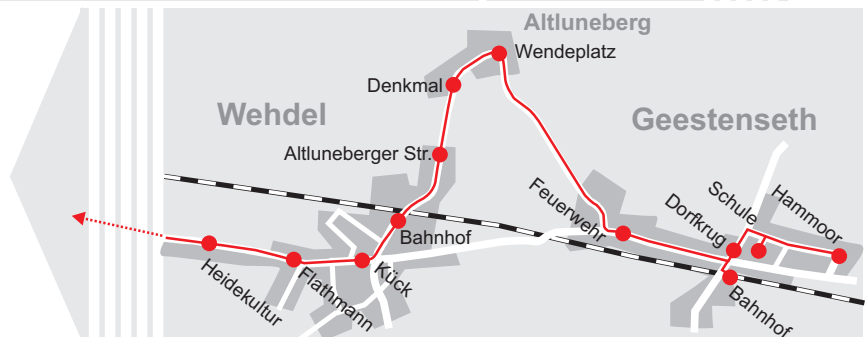 Altluneberg
Wendeplatz
Denkmal
Wehdel
Geestenseth
Altluneberger Str.
Feuerwehr
Dorfkrug
Schule
Hammoor
Bahnhof
Heidekultur
Flathmann
Kück
Bahnhof